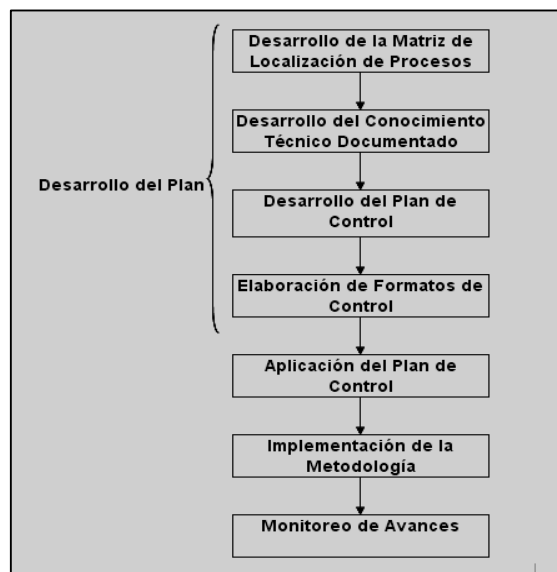 Desarrollo de la Matriz de
Localización de Procesos
Desarrollo del Conocimiento
Técnico Documentado
Desarrollo del Plan
Desarrollo del Plan de
Control
Elaboración de Formatos de
Control
Aplicación del Plan de
Control
Implementación de la
Metodología
Monitoreo de Avances